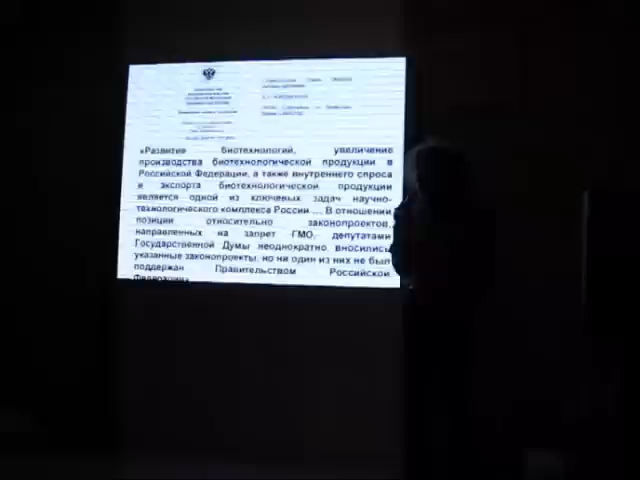 «Развитие биотехнологий, увеличение
производства биотехнологической продукции в
Российской Федерации, а также внутреннего спроса
и экспорта биотехнологической продукции
является одной из ключевых задач научно-
технологического комплекса России ... В отношении
позиции относительно законопроектов,
направленных на запрет ГМО, депутатами
Государственной Думы неоднократно вносились
указанные законопроекты, но ни один из них не был
поддержан Правительством Российской
Федерации»